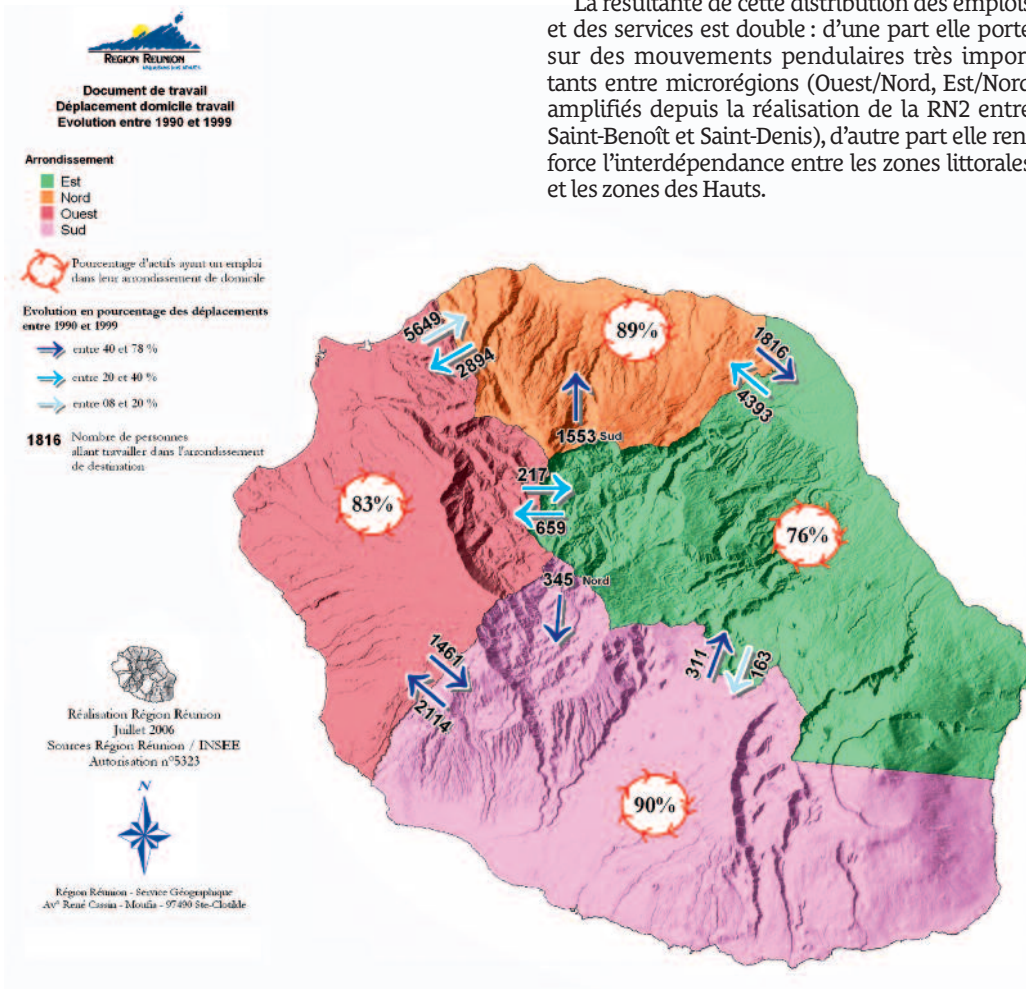 REGION REUNION
Document de travail
Déplacement domicile travail
Evolution entre 1990 et 1999
Arrondissement
Est
Nord
Ouest
Sud
Pourcentage d'actifs ayant un emploi
dans leur arrondissement de domicile
Evolution en pourcentage des déplacements
entre 1990 et 1999
entre 40 et 78 %
entre 20 et 40 %
entre 08 et 20 %
1816 Nombre de personnes
allant travailler dans l'arrondissement
de destination
La résultante de cette distribution des emplois
et des services est double : d'une part elle porte
sur des mouvements pendulaires très impor
tants entre microrégions (Ouest/Nord, Est/Nord
amplifiés depuis la réalisation de la RN2 entre
Saint-Benoît et Saint-Denis), d'autre part elle ren
force l'interdépendance entre les zones littorales
et les zones des Hauts.
5649
2894
89%
1816
4393
1553 Sud
217
659
83%
76%
345 Nord
1461
2114
311
163
90%
Réalisation Région Réunion
Juillet 2006
Sources Région Réunion / INSEE
Autorisation n°5323
N
Région Réunion - Service Géographique
Av° René Cassin - Moufia - 97490 Ste-Clotilde